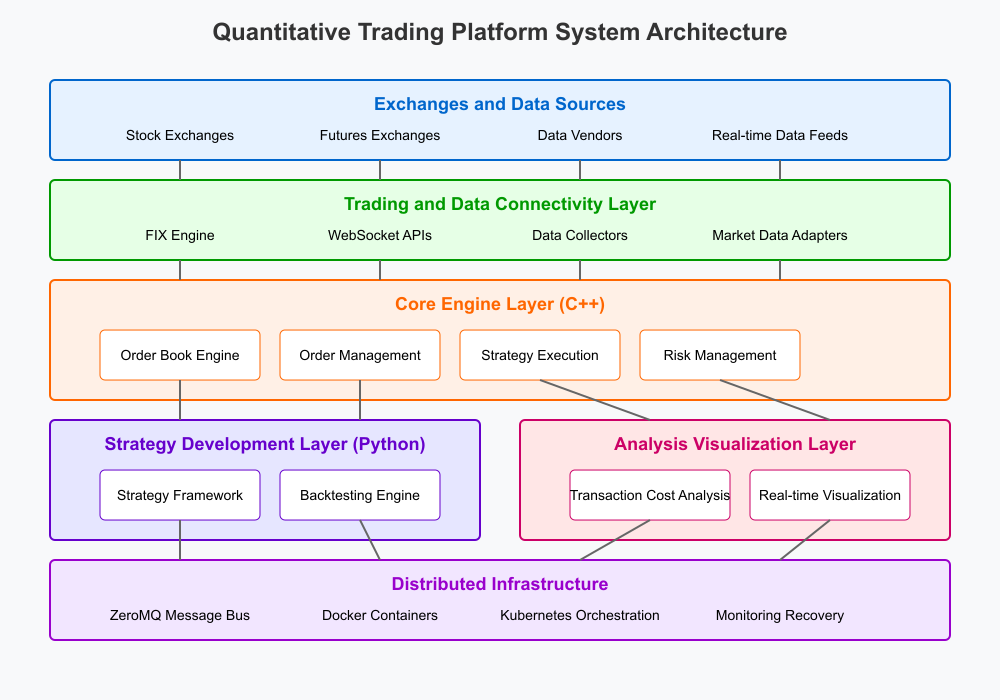 Quantitative Trading Platform System Architecture
Exchanges and Data Sources
Stock Exchanges
Futures Exchanges
Data Vendors
Real-time Data Feeds
Trading and Data Connectivity Layer
FIX Engine
WebSocket APIs
Data Collectors
Market Data Adapters
Core Engine Layer (C++)
Order Book Engine
Order Management
Strategy Execution
Risk Management
Strategy Development Layer (Python)
Strategy Framework
Backtesting Engine
Analysis Visualization Layer
Transaction Cost Analysis
Real-time Visualization
Distributed Infrastructure
ZeroMQ Message Bus
Docker Containers
Kubernetes Orchestration
Monitoring Recovery